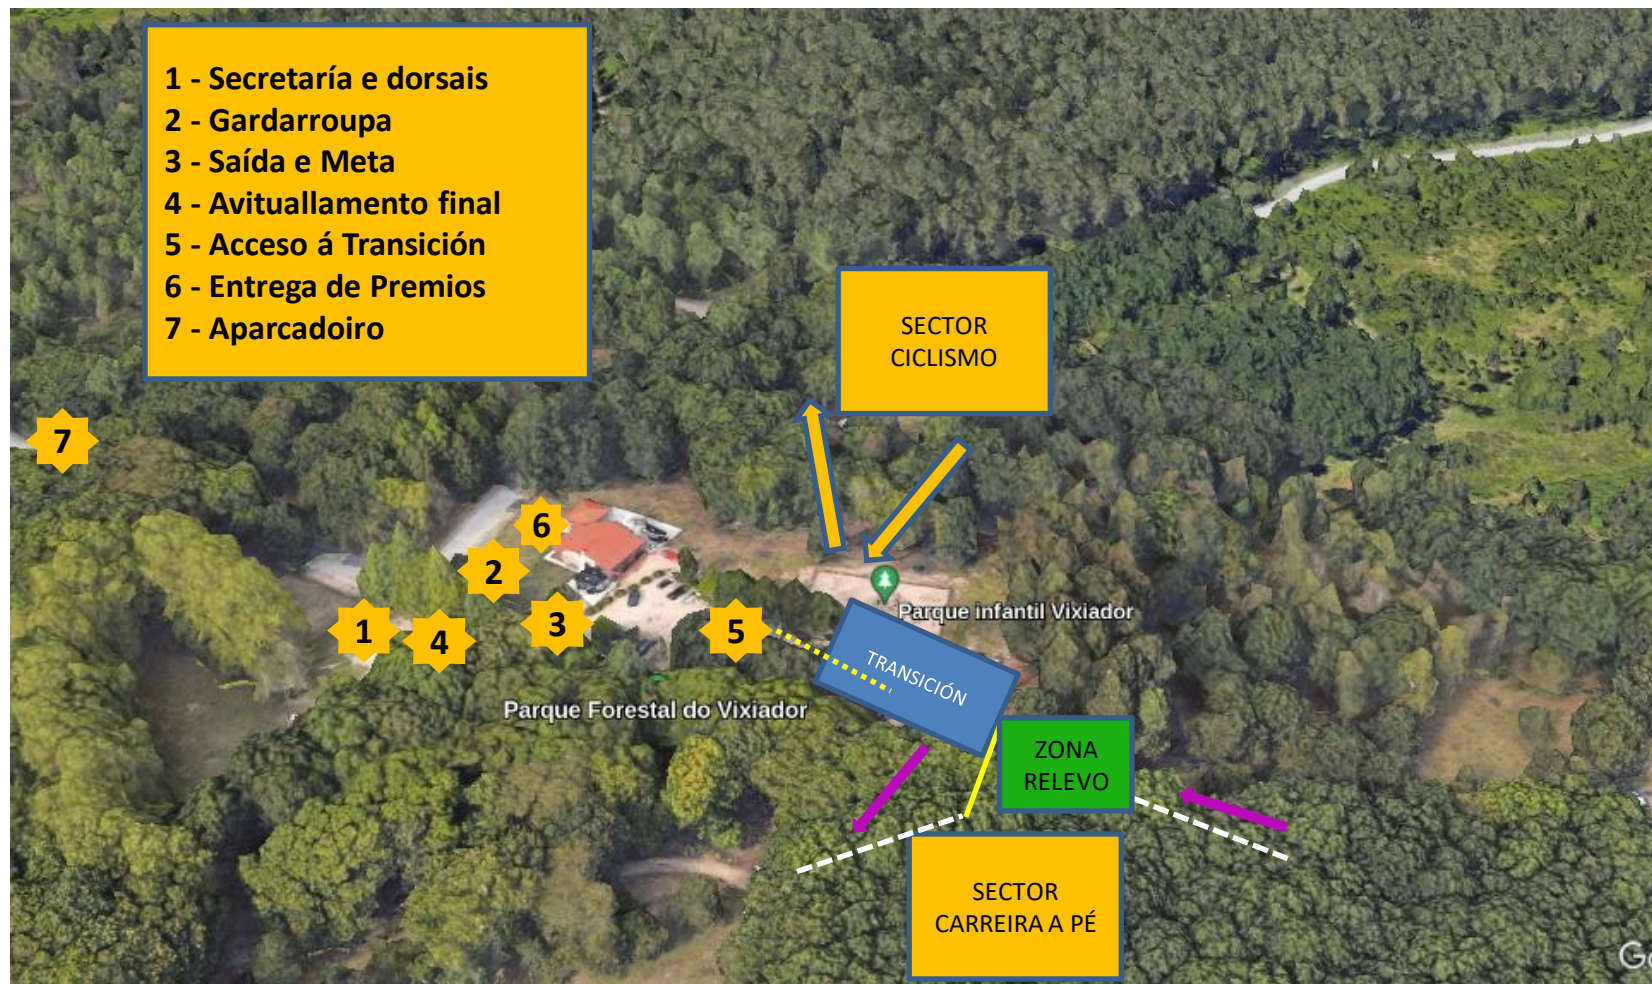 1 - Secretaría e dorsais
2 - Gardarroupa
3 - Saída e Meta
4 - Avituallamento final
5 - Acceso á Transición
6 - Entrega de Premios
7 - Aparcadoiro
SECTOR
CICLISMO
7
6
2
1
4
3
5
Parque infantil Vixiador
TRANSICIÓN
Parque Forestal do Vixiador
ZONA
RELEVO
SECTOR
CARREIRA A PÉ
Go